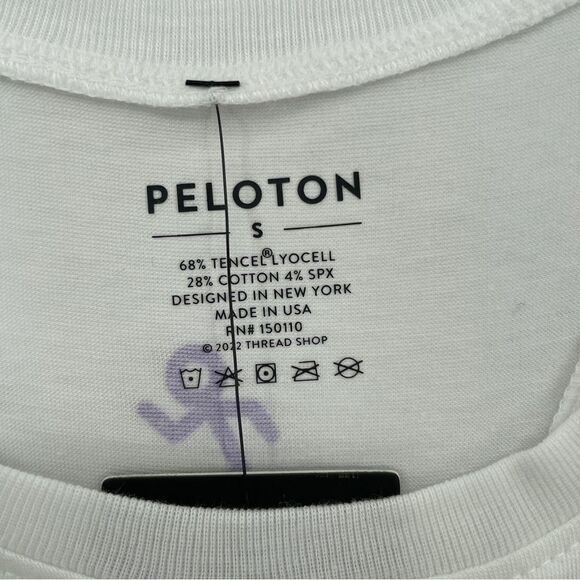 PELOTON
S
68% TENCEL® LYOCELL
28% COTTON 4% SPX
DESIGNED IN NEW YORK
MADE IN USA
RN# 150110
© 2022 THREAD SHOP